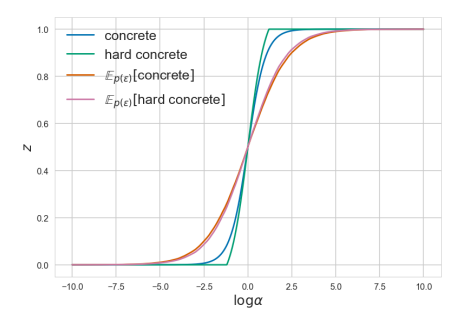 concrete
hard concrete
𝔼p(ε)[concrete]
𝔼p(ε)[hard concrete]
1.0
0.8
0.6
0.4
0.2
0.0
z
−10.0 −7.5 −5.0 −2.5 0.0 2.5 5.0 7.5 10.0
logα